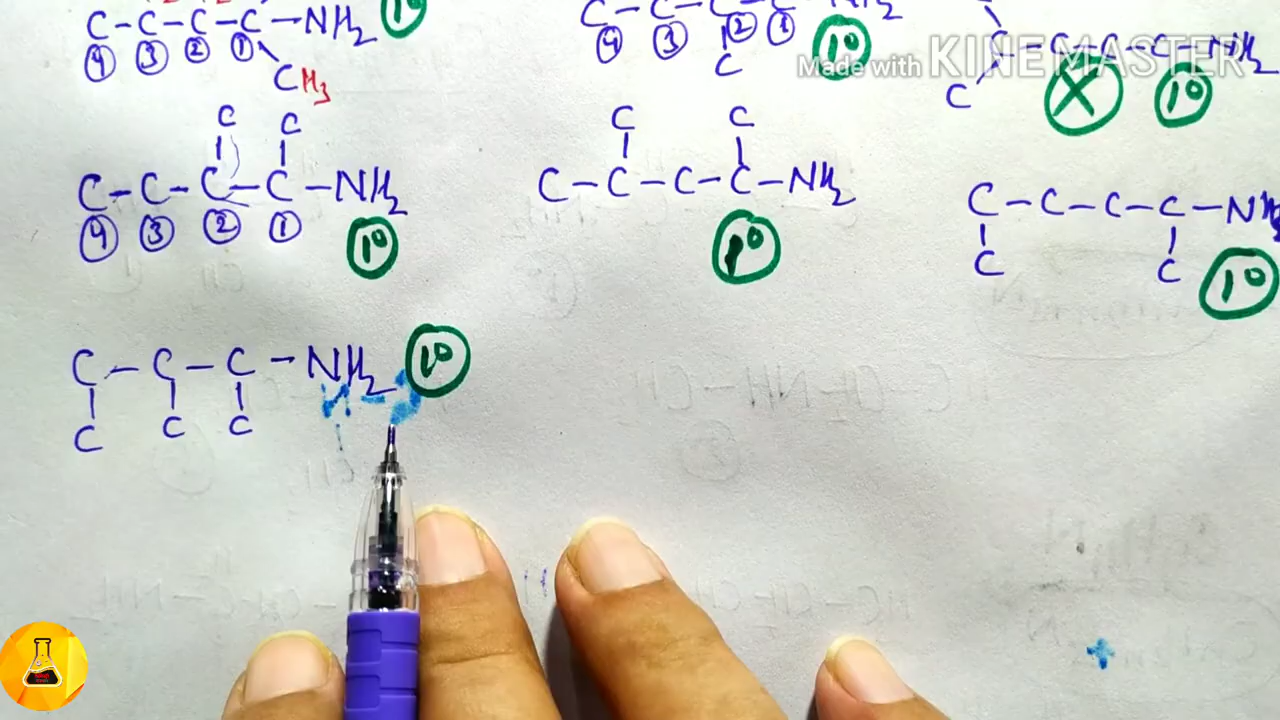 C-C-C-C-NH2 1°
④ ③ ② ①
CH3
C-C-C-C-NH2 1°
④ ③ ② ①
C
C-C-C-C-NH2
C X 1°
C C
C-C-C-C-NH2
④ ③ ② ① 1°
C C
C-C-C-C-NH2
1°
C-C-C-C-NH2
C C 1°
C-C-C-NH2 1°
C C C
Made with KINEMASTER